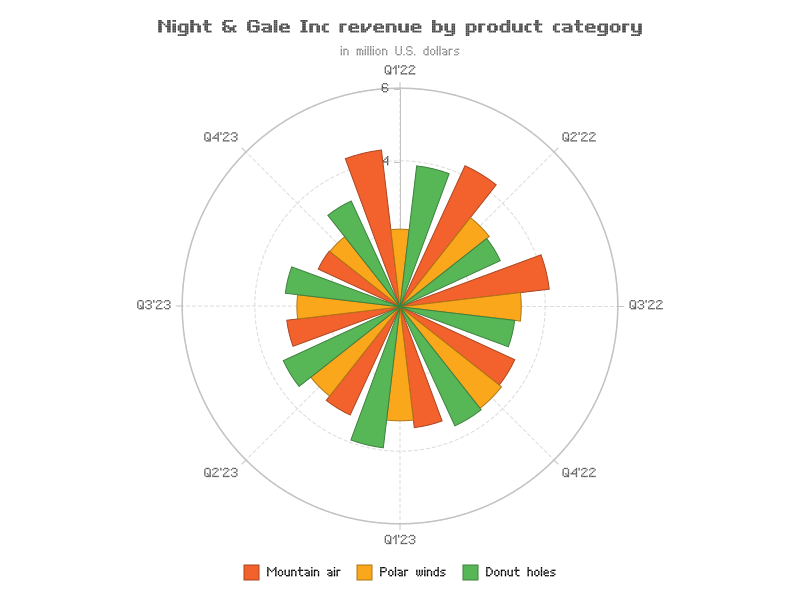 Night & Gale Inc revenue by product category
in million U.S. dollars
Q1'22
6
Q4'23
Q2'22
4
Q3'23
Q3'22
Q2'23
Q4'22
Q1'23
Mountain air
Polar winds
Donut holes